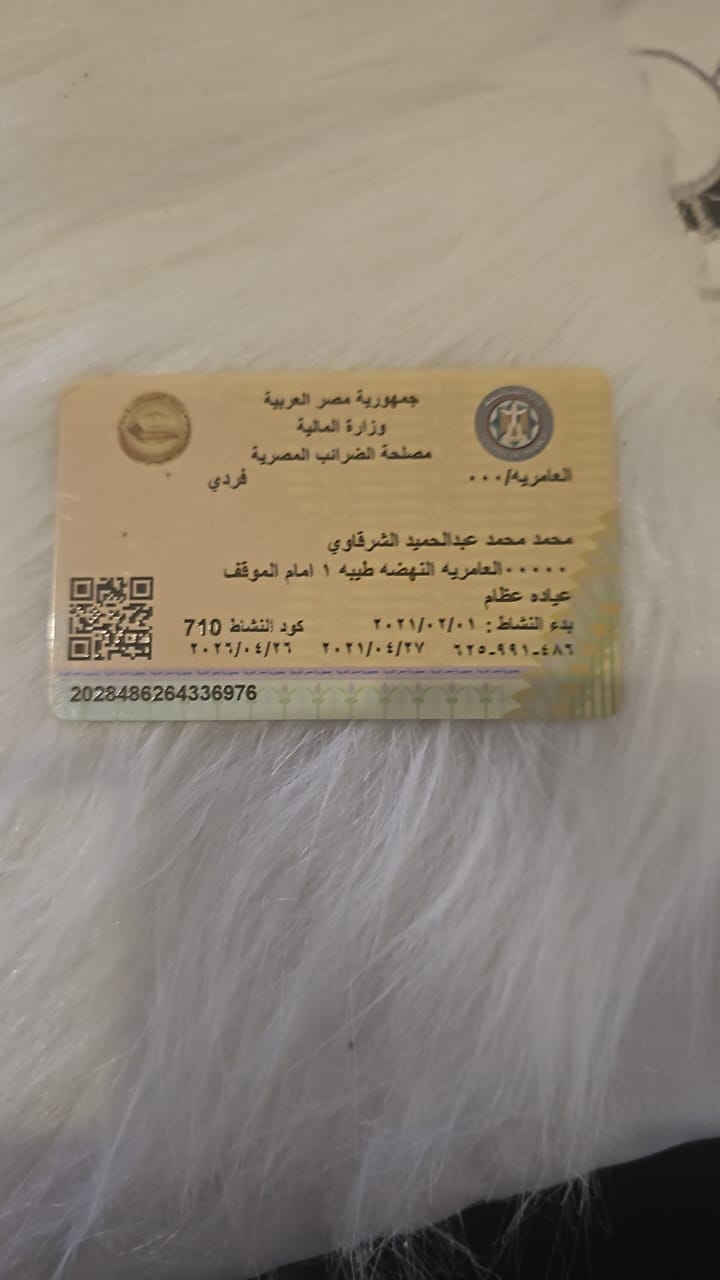 جمهورية مصر العربية
وزارة المالية
مصلحة الضرائب المصرية
العامريه/٠٠٠ فردي
محمد محمد عبدالحميد الشرقاوي
٠٠٠٠٠العامريه النهضه طيبه ١ امام الموقف
عياده عظام
بدء النشاط : ٢٠٢١/٠٢/٠١ كود النشاط 710
٦٢٥-٩٩١-٤٨٦ ٢٠٢١/٠٤/٢٧ ٢٠٢٦/٠٤/٢٦
2028486264336976